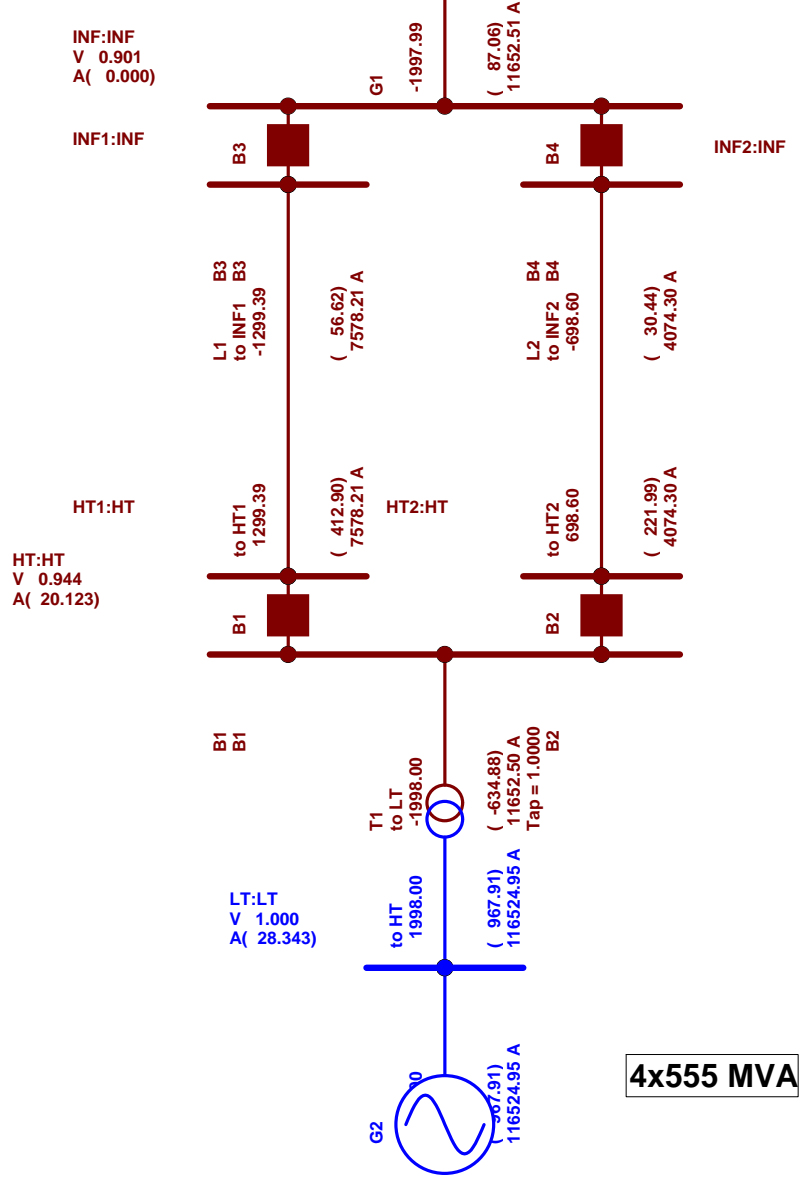 INF:INF
V 0.901
A( 0.000)
G1
-1997.99
( 87.06)
11652.51 A
INF1:INF
B3
B4
INF2:INF
L1 B3
to INF1 B3
-1299.39
( 56.62)
7578.21 A
L2 B4
to INF2 B4
-698.60
( 30.44)
4074.30 A
HT1:HT
to HT1
1299.39
( 412.90)
7578.21 A
HT2:HT
to HT2
698.60
( 221.99)
4074.30 A
HT:HT
V 0.944
A( 20.123)
B1
B2
B1
B1
T1
to LT
-1998.00
( -634.88)
11652.50 A
Tap = 1.0000
B2
LT:LT
V 1.000
A( 28.343)
to HT
1998.00
( 967.91)
116524.95 A
G2
( 967.91)
116524.95 A
4x555 MVA